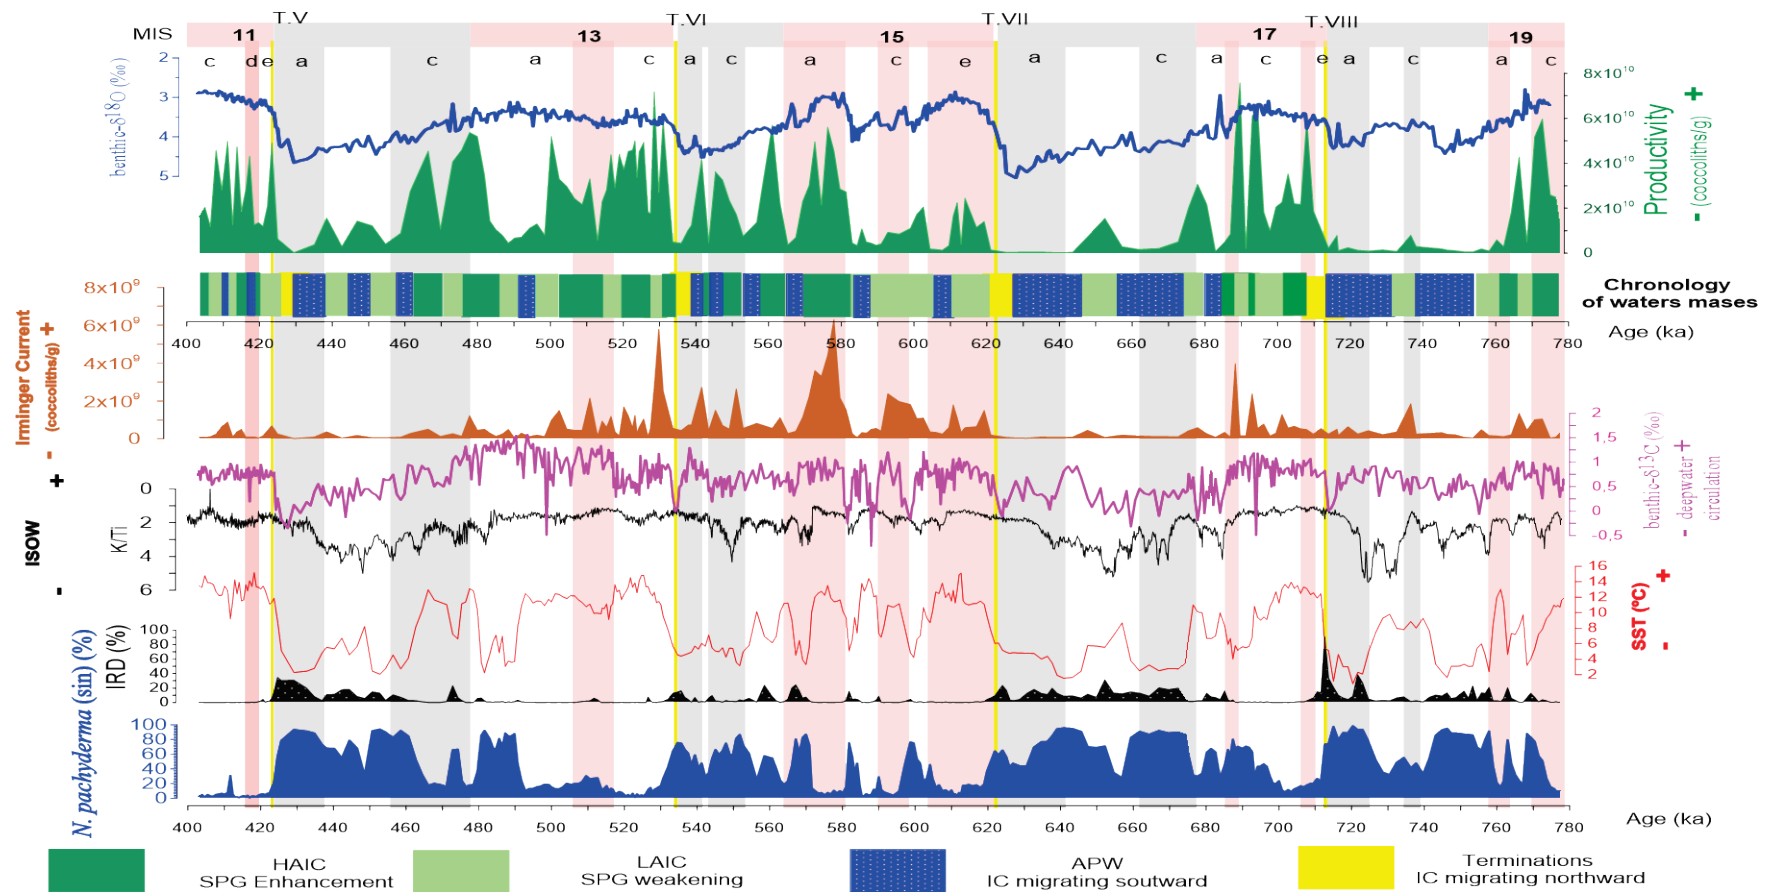 T.V T.VI T.VII T.VIII
MIS 11 13 15 17 19
c d e a c a c a c a c e a c a c e a c a c
benthic-δ18O (‰)
2
3
4
5
8x10¹⁰
6x10¹⁰
4x10¹⁰
2x10¹⁰
0
Productivity
- (coccoliths/g) +
Chronology
of waters mases
400 420 440 460 480 500 520 540 560 580 600 620 640 660 680 700 720 740 760 780
Age (ka)
Irminger Current
- (coccoliths/g) +
8x10⁹
6x10⁹
4x10⁹
2x10⁹
0
benthic-δ13C (‰)
- deepwater +
circulation
2
1,5
1
0,5
0
-0,5
- ISOW +
K/Ti
0
2
4
6
- SST (ºC) +
16
14
12
10
8
6
4
2
IRD (%)
100
80
60
40
20
0
N. pachyderma (sin) (%)
100
80
60
40
20
0
400 420 440 460 480 500 520 540 560 580 600 620 640 660 680 700 720 740 760 780
Age (ka)
HAIC
SPG Enhancement
LAIC
SPG weakening
APW
IC migrating soutward
Terminations
IC migrating northward